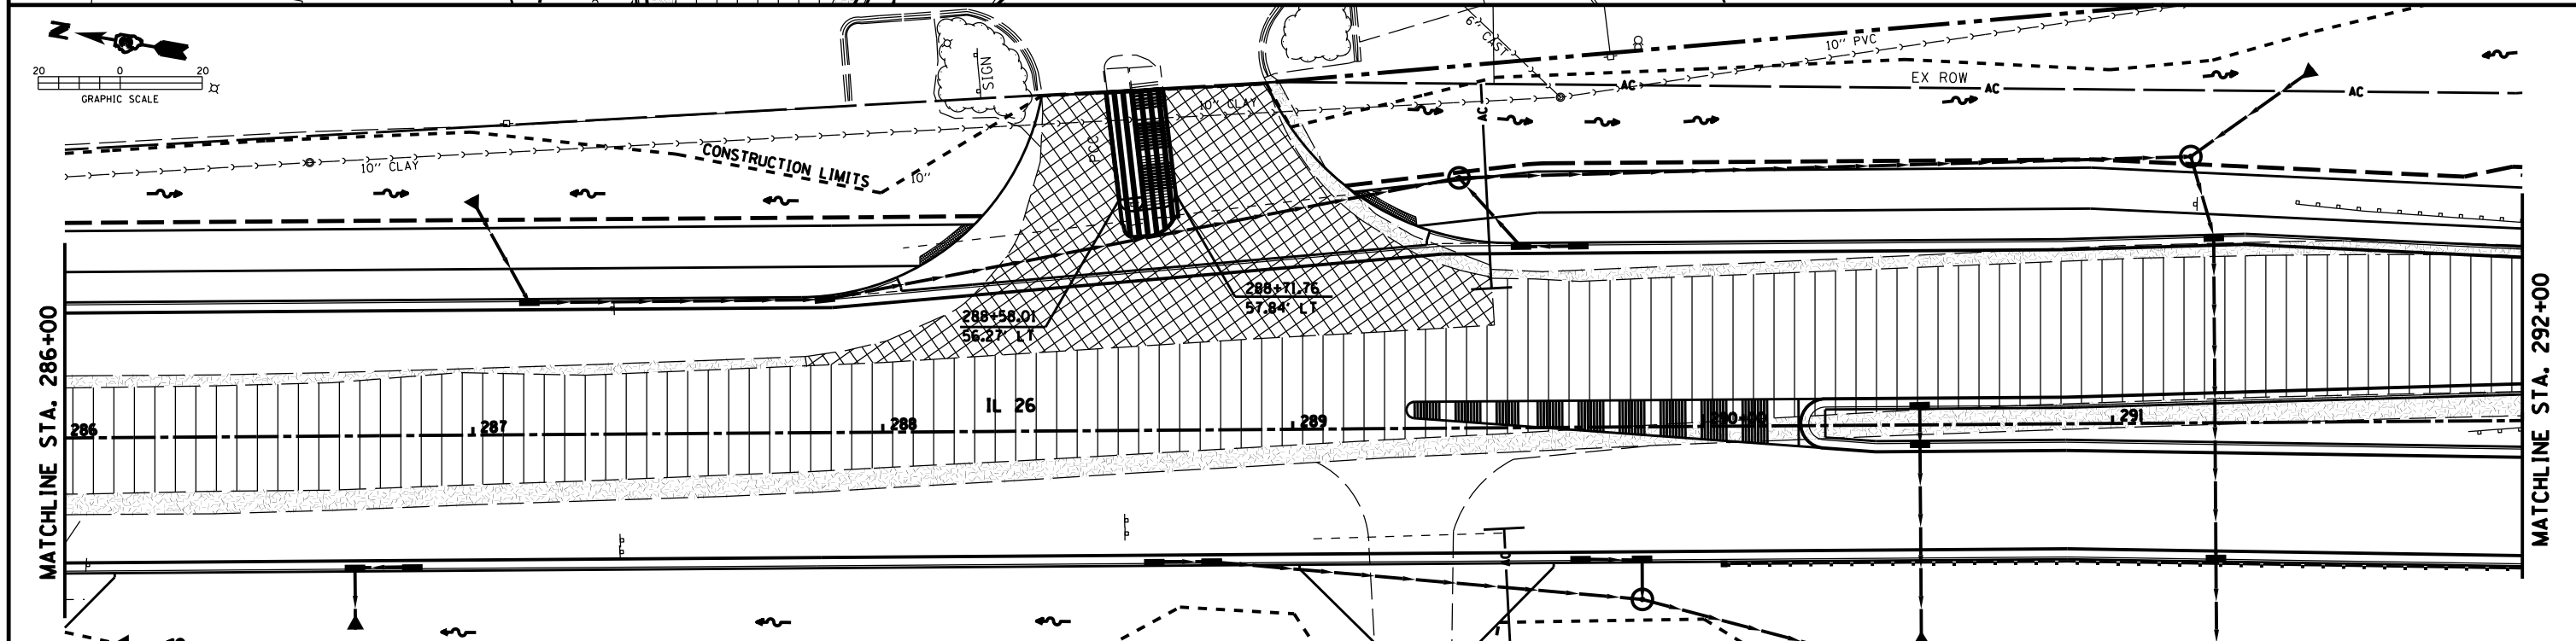 N
20 0 20
GRAPHIC SCALE
SIGN
6" CAST
10" PVC
EX ROW
AC
AC
AC
AC
10" CLAY
PCC
10" CLAY
CONSTRUCTION LIMITS
10"
288+71.76
57.84' LT
288+58.01
56.27' LT
MATCHLINE STA. 286+00
MATCHLINE STA. 292+00
IL 26
286
287
288
289
290+00
291